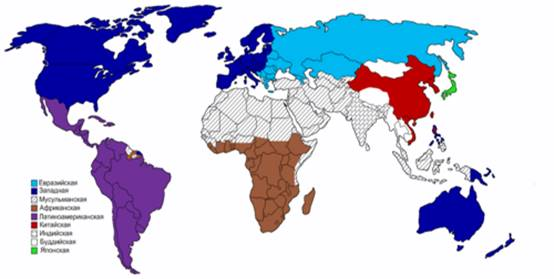 Евразийская
Западная
Мусульманская
Африканская
Латиноамериканская
Китайская
Индийская
Буддийская
Японская